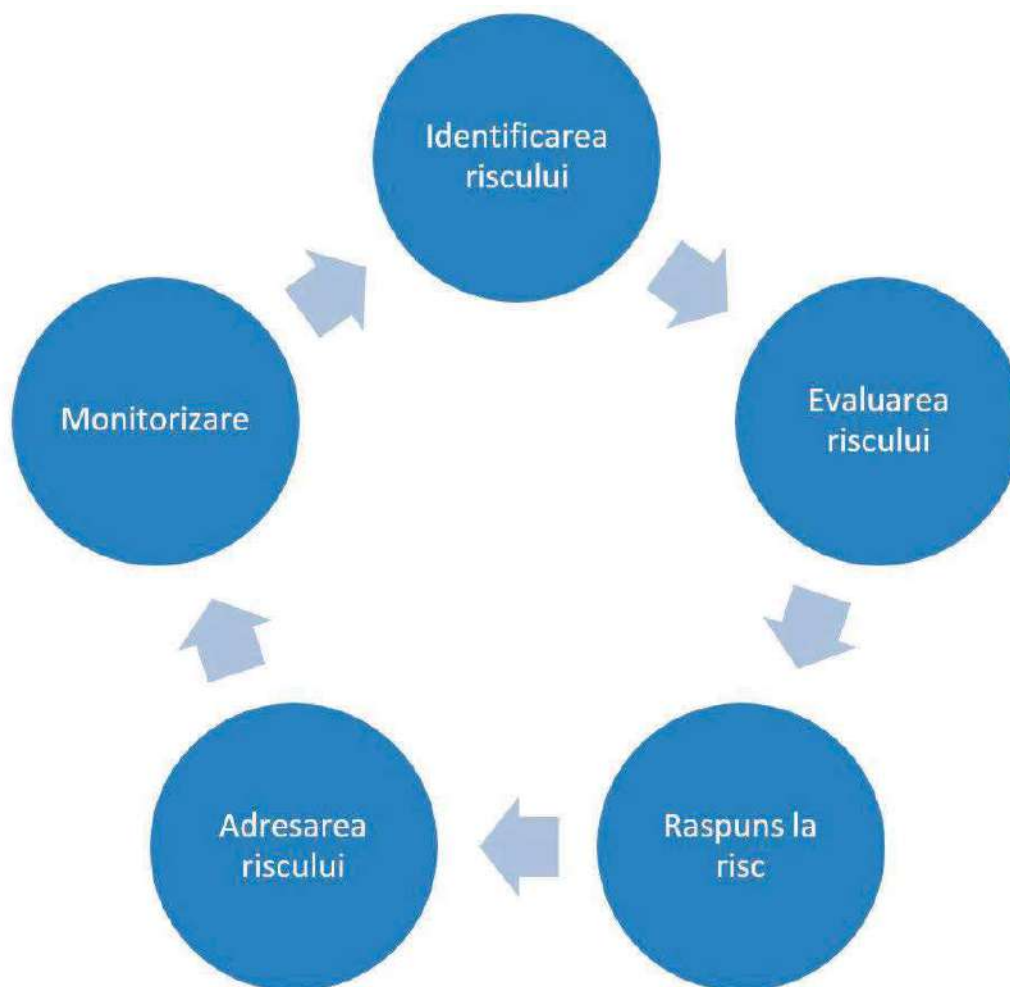 Identificarea
riscului
Evaluarea
riscului
Raspuns la
risc
Adresarea
riscului
Monitorizare